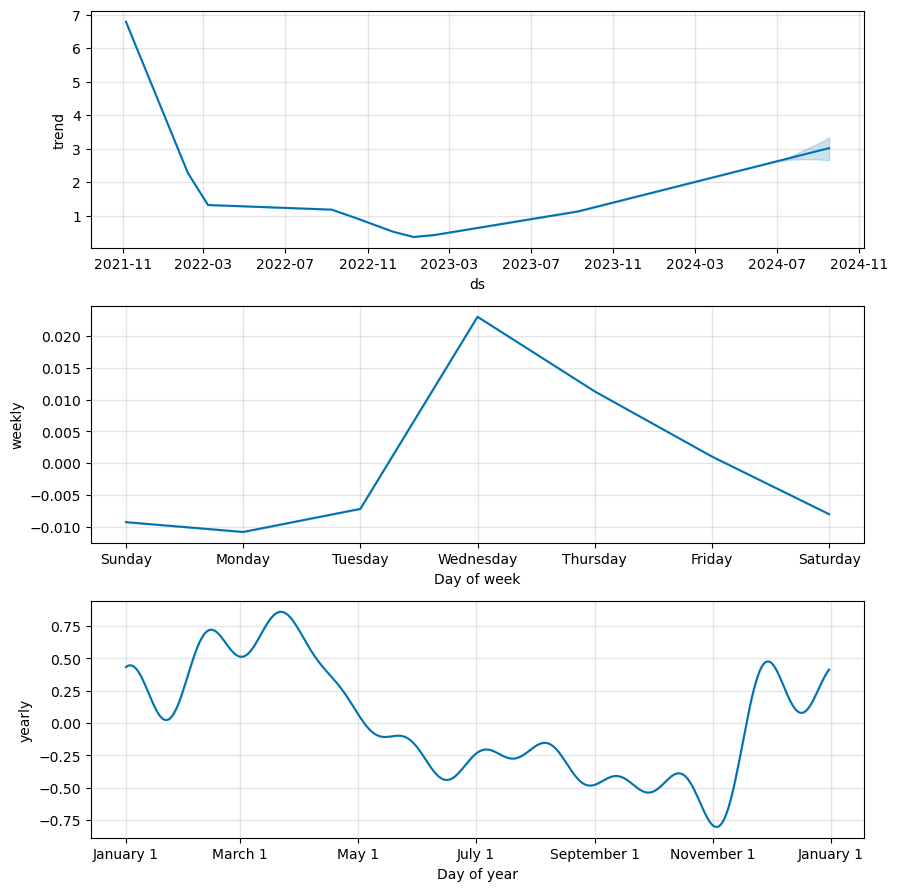 7
6
5
4
3
2
1
trend
2021-11 2022-03 2022-07 2022-11 2023-03 2023-07 2023-11 2024-03 2024-07 2024-11
ds
0.020
0.015
0.010
0.005
0.000
−0.005
−0.010
weekly
Sunday Monday Tuesday Wednesday Thursday Friday Saturday
Day of week
0.75
0.50
0.25
0.00
−0.25
−0.50
−0.75
yearly
January 1 March 1 May 1 July 1 September 1 November 1 January 1
Day of year